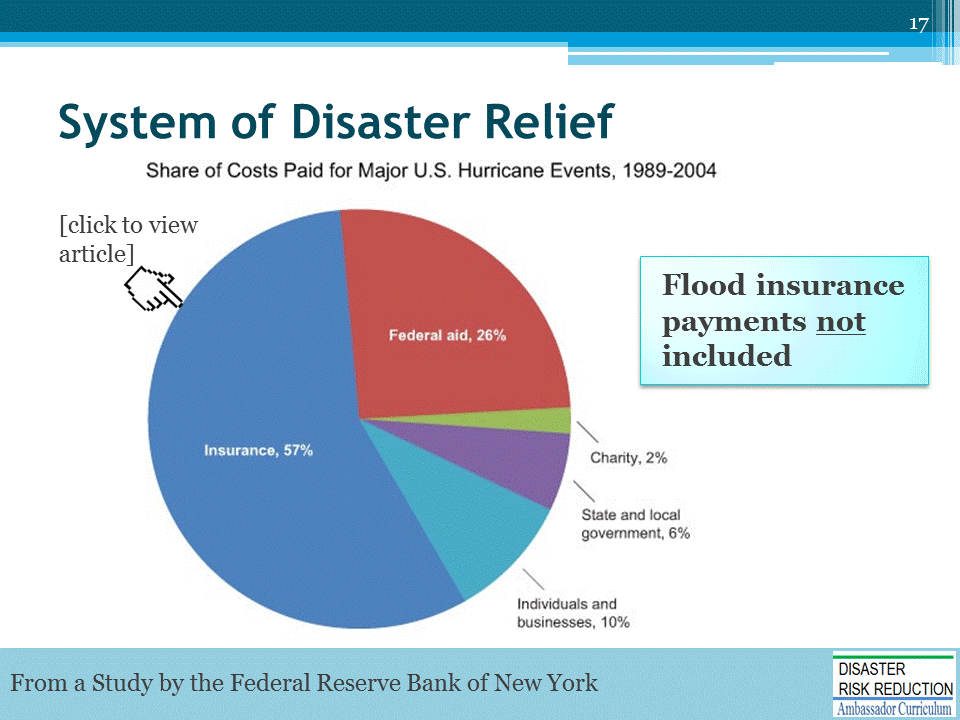 17
System of Disaster Relief
Share of Costs Paid for Major U.S. Hurricane Events, 1989-2004
[click to view
article]
Flood insurance
payments not
included
Federal aid, 26%
Insurance, 57%
Charity, 2%
State and local
government, 6%
Individuals and
businesses, 10%
From a Study by the Federal Reserve Bank of New York
DISASTER
RISK REDUCTION
Ambassador Curriculum